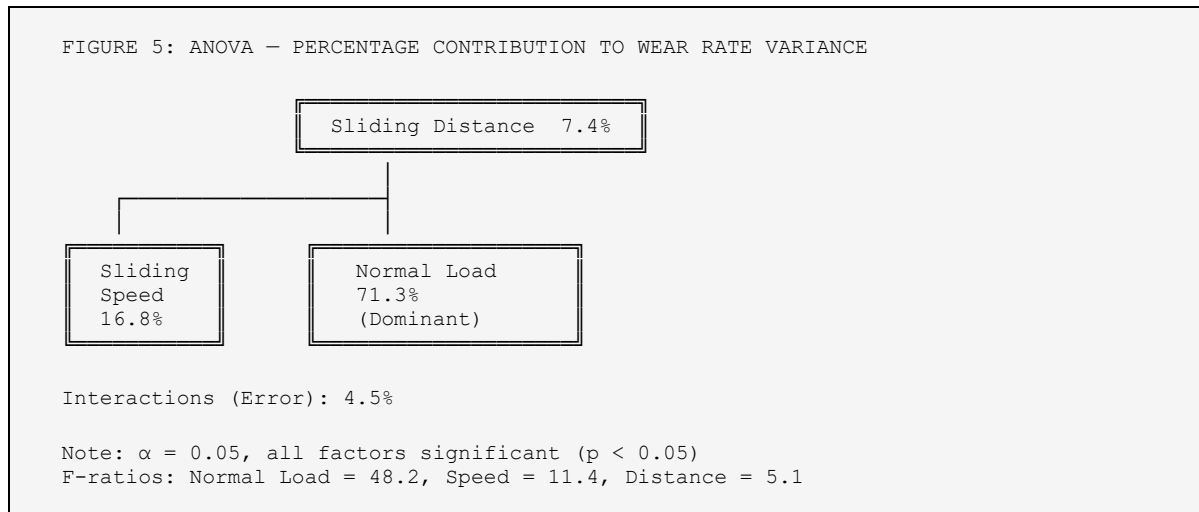 FIGURE 5: ANOVA — PERCENTAGE CONTRIBUTION TO WEAR RATE VARIANCE
Sliding Distance 7.4%
Sliding
Speed
16.8%
Normal Load
71.3%
(Dominant)
Interactions (Error): 4.5%
Note: α = 0.05, all factors significant (p < 0.05)
F-ratios: Normal Load = 48.2, Speed = 11.4, Distance = 5.1